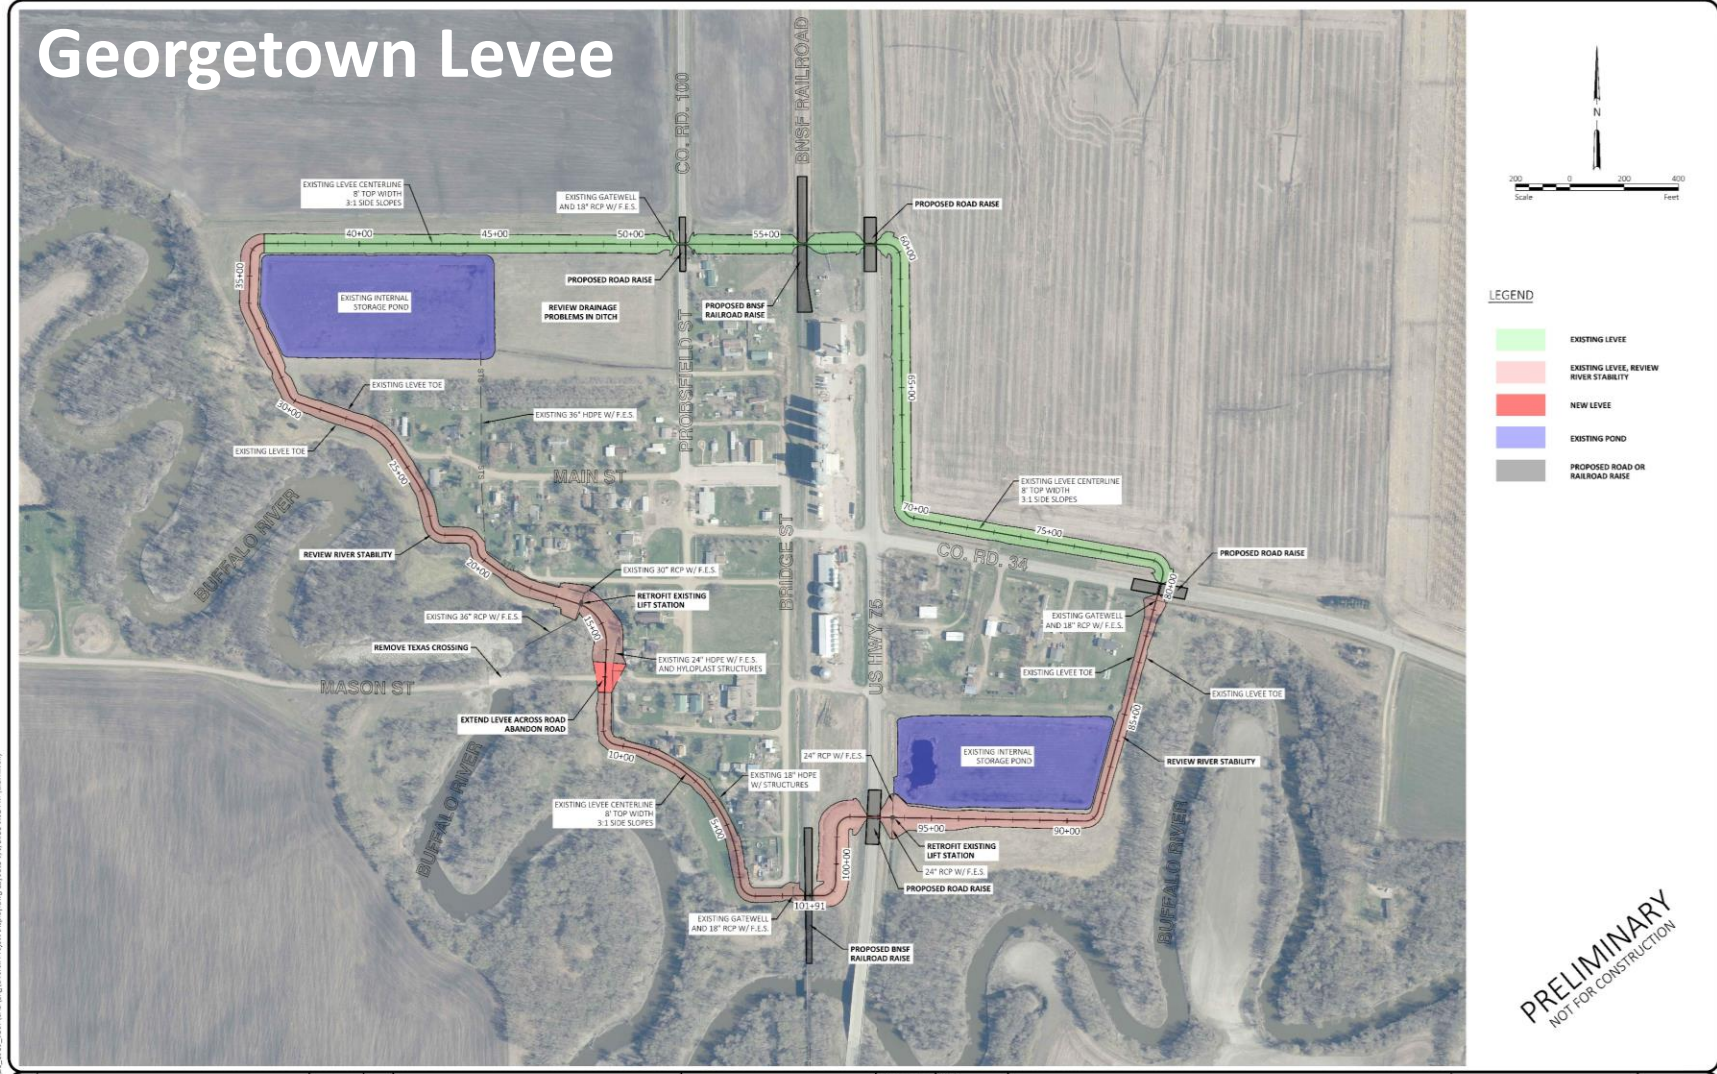 Georgetown Levee
CO. RD. 100
BNSF RAILROAD
N
200
0
200
400
Scale
Feet
EXISTING LEVEE CENTERLINE
8' TOP WIDTH
3:1 SIDE SLOPES
EXISTING GATEWELL
AND 18" RCP W/ F.E.S.
PROPOSED ROAD RAISE
40+00
45+00
50+00
55+00
60+00
35+00
PROPOSED ROAD RAISE
EXISTING INTERNAL
STORAGE POND
REVIEW DRAINAGE
PROBLEMS IN DITCH
PROPOSED BNSF
RAILROAD RAISE
LEGEND
EXISTING LEVEE
EXISTING LEVEE, REVIEW
RIVER STABILITY
NEW LEVEE
EXISTING POND
PROPOSED ROAD OR
RAILROAD RAISE
PROBSFIELD ST
65+00
EXISTING LEVEE TOE
30+00
EXISTING 36" HDPE W/ F.E.S.
EXISTING LEVEE TOE
25+00
MAIN ST
EXISTING LEVEE CENTERLINE
8' TOP WIDTH
3:1 SIDE SLOPES
70+00
75+00
BUFFALO RIVER
BRIDGE ST
REVIEW RIVER STABILITY
CO. RD. 34
PROPOSED ROAD RAISE
20+00
EXISTING 30" RCP W/ F.E.S.
80+00
RETROFIT EXISTING
LIFT STATION
EXISTING 36" RCP W/ F.E.S.
15+00
EXISTING GATEWELL
AND 18" RCP W/ F.E.S.
REMOVE TEXAS CROSSING
US HWY 75
EXISTING 24" HDPE W/ F.E.S.
AND HYLOPLAST STRUCTURES
EXISTING LEVEE TOE
MASON ST
EXISTING LEVEE TOE
EXTEND LEVEE ACROSS ROAD
ABANDON ROAD
85+00
10+00
24" RCP W/ F.E.S.
EXISTING INTERNAL
STORAGE POND
REVIEW RIVER STABILITY
BUFFALO RIVER
EXISTING 18" HDPE
W/ STRUCTURES
EXISTING LEVEE CENTERLINE
8' TOP WIDTH
3:1 SIDE SLOPES
5+00
95+00
90+00
BUFFALO RIVER
RETROFIT EXISTING
LIFT STATION
100+00
24" RCP W/ F.E.S.
PROPOSED ROAD RAISE
101+91
EXISTING GATEWELL
AND 18" RCP W/ F.E.S.
PROPOSED BNSF
RAILROAD RAISE
PRELIMINARY
NOT FOR CONSTRUCTION